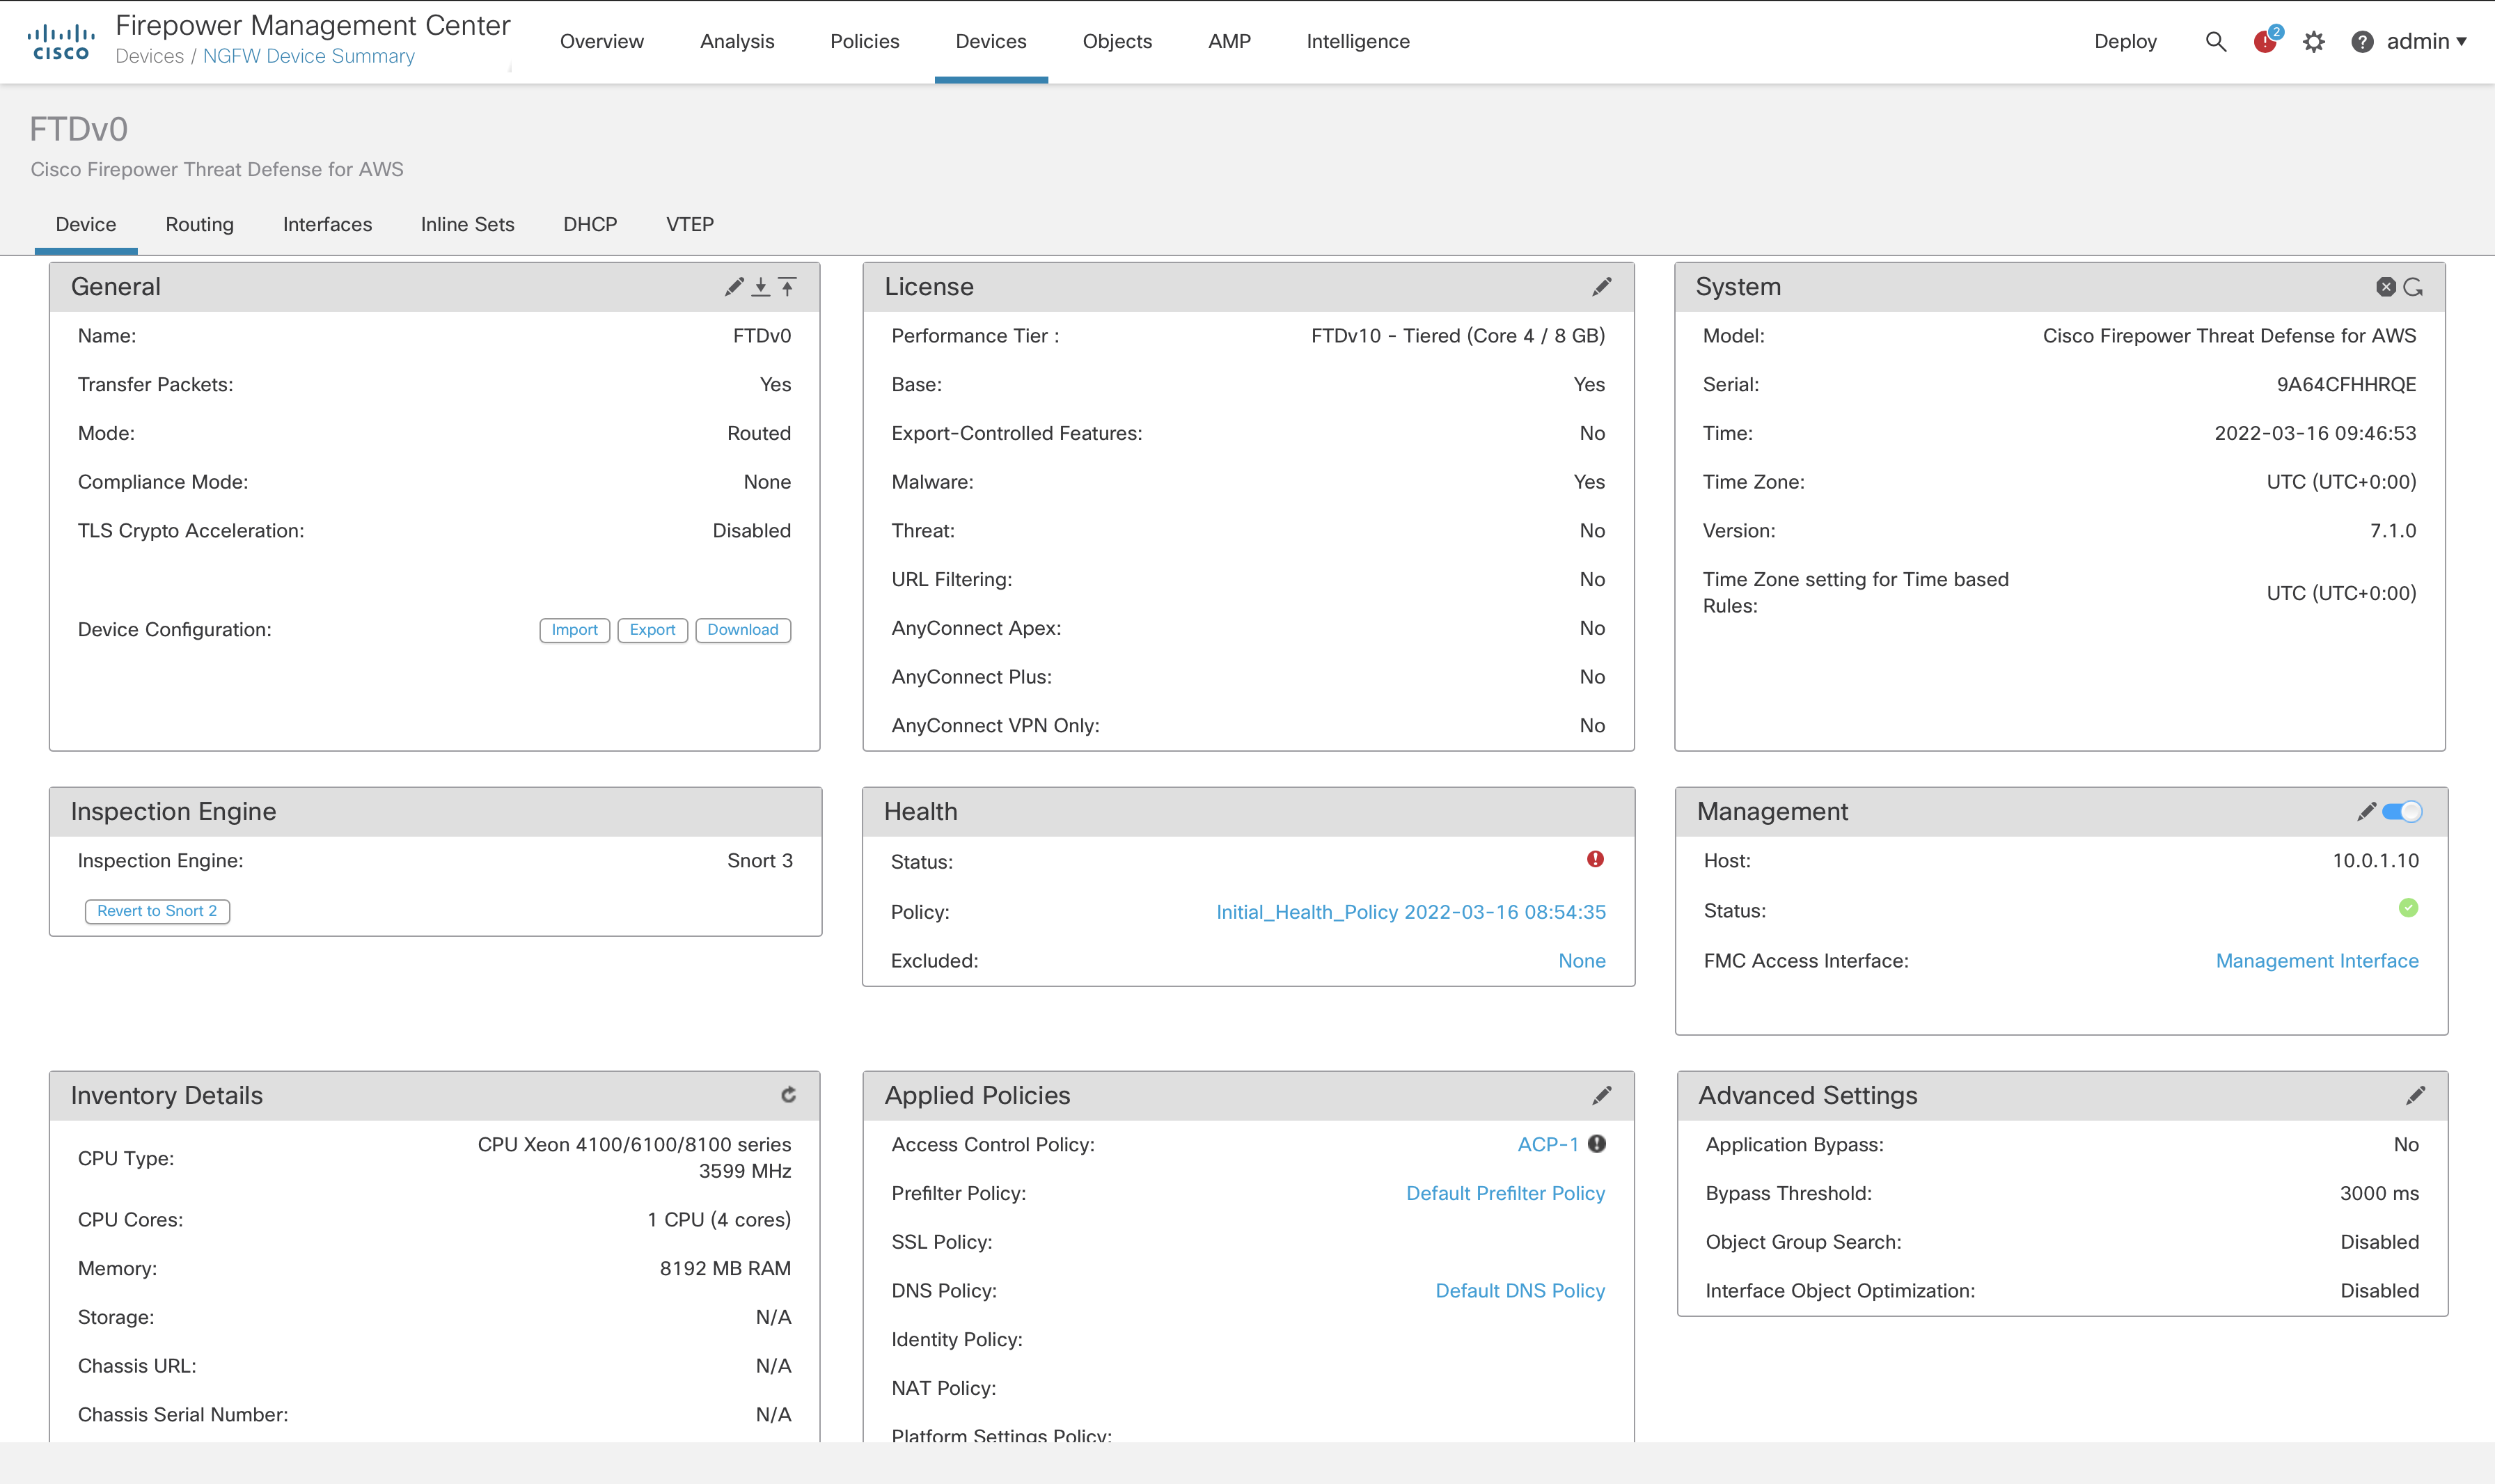 CISCO
Firepower Management Center
Devices / NGFW Device Summary
Overview
Analysis
Policies
Devices
Objects
AMP
Intelligence
Deploy
2
admin
FTDv0
Cisco Firepower Threat Defense for AWS
Device
Routing
Interfaces
Inline Sets
DHCP
VTEP
General
Name: FTDv0
Transfer Packets: Yes
Mode: Routed
Compliance Mode: None
TLS Crypto Acceleration: Disabled
Device Configuration: Import Export Download
License
Performance Tier : FTDv10 - Tiered (Core 4 / 8 GB)
Base: Yes
Export-Controlled Features: No
Malware: Yes
Threat: No
URL Filtering: No
AnyConnect Apex: No
AnyConnect Plus: No
AnyConnect VPN Only: No
System
Model: Cisco Firepower Threat Defense for AWS
Serial: 9A64CFHHRQE
Time: 2022-03-16 09:46:53
Time Zone: UTC (UTC+0:00)
Version: 7.1.0
Time Zone setting for Time based
Rules:
UTC (UTC+0:00)
Inspection Engine
Inspection Engine: Snort 3
Revert to Snort 2
Health
Status:
Policy: Initial_Health_Policy 2022-03-16 08:54:35
Excluded: None
Management
Host: 10.0.1.10
Status:
FMC Access Interface: Management Interface
Inventory Details
CPU Type:
CPU Xeon 4100/6100/8100 series
3599 MHz
CPU Cores: 1 CPU (4 cores)
Memory: 8192 MB RAM
Storage: N/A
Chassis URL: N/A
Chassis Serial Number: N/A
Applied Policies
Access Control Policy: ACP-1
Prefilter Policy: Default Prefilter Policy
SSL Policy:
DNS Policy: Default DNS Policy
Identity Policy:
NAT Policy:
Platform Settings Policy:
Advanced Settings
Application Bypass: No
Bypass Threshold: 3000 ms
Object Group Search: Disabled
Interface Object Optimization: Disabled